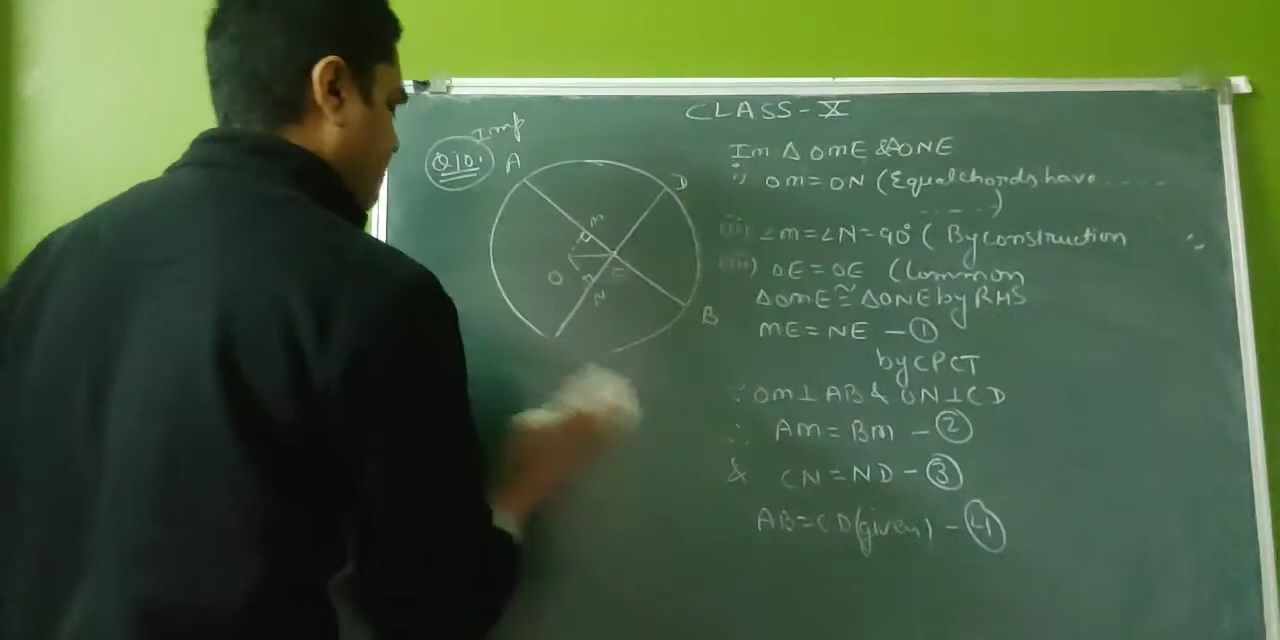 CLASS-X
Imp
Q10.
A
D
M
O
E
N
B
In Δ OME & ΔONE
i) OM=ON (Equal chords have.....
.....)
(ii) ∠M=∠N=90° (By construction
(iii) OE=OE (Common
ΔOME≅ΔONE by RHS
ME=NE -①
by CPCT
∵ OM⊥AB & ON⊥CD
∴ AM=BM -②
& CN=ND-③
AB=CD(given) -④